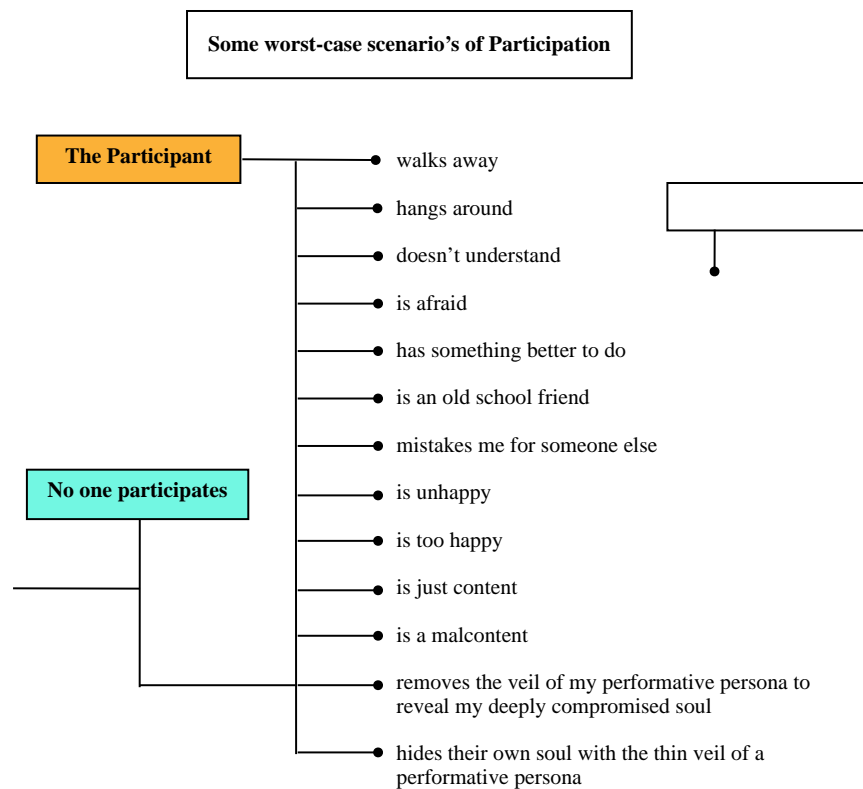 Some worst-case scenario’s of Participation
The Participant
walks away
hangs around
doesn’t understand
is afraid
has something better to do
is an old school friend
mistakes me for someone else
No one participates
is unhappy
is too happy
is just content
is a malcontent
removes the veil of my performative persona to
reveal my deeply compromised soul
hides their own soul with the thin veil of a
performative persona